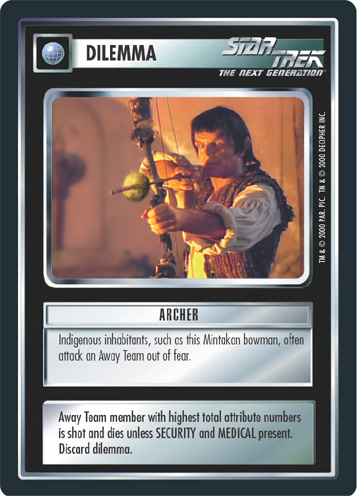 DILEMMA
STAR TREK
THE NEXT GENERATION
TM & © 2000 PAR. PIC. TM & © 2000 DECIPHER INC.
ARCHER
Indigenous inhabitants, such as this Mintakan bowman, often
attack an Away Team out of fear.
Away Team member with highest total attribute numbers
is shot and dies unless SECURITY and MEDICAL present.
Discard dilemma.